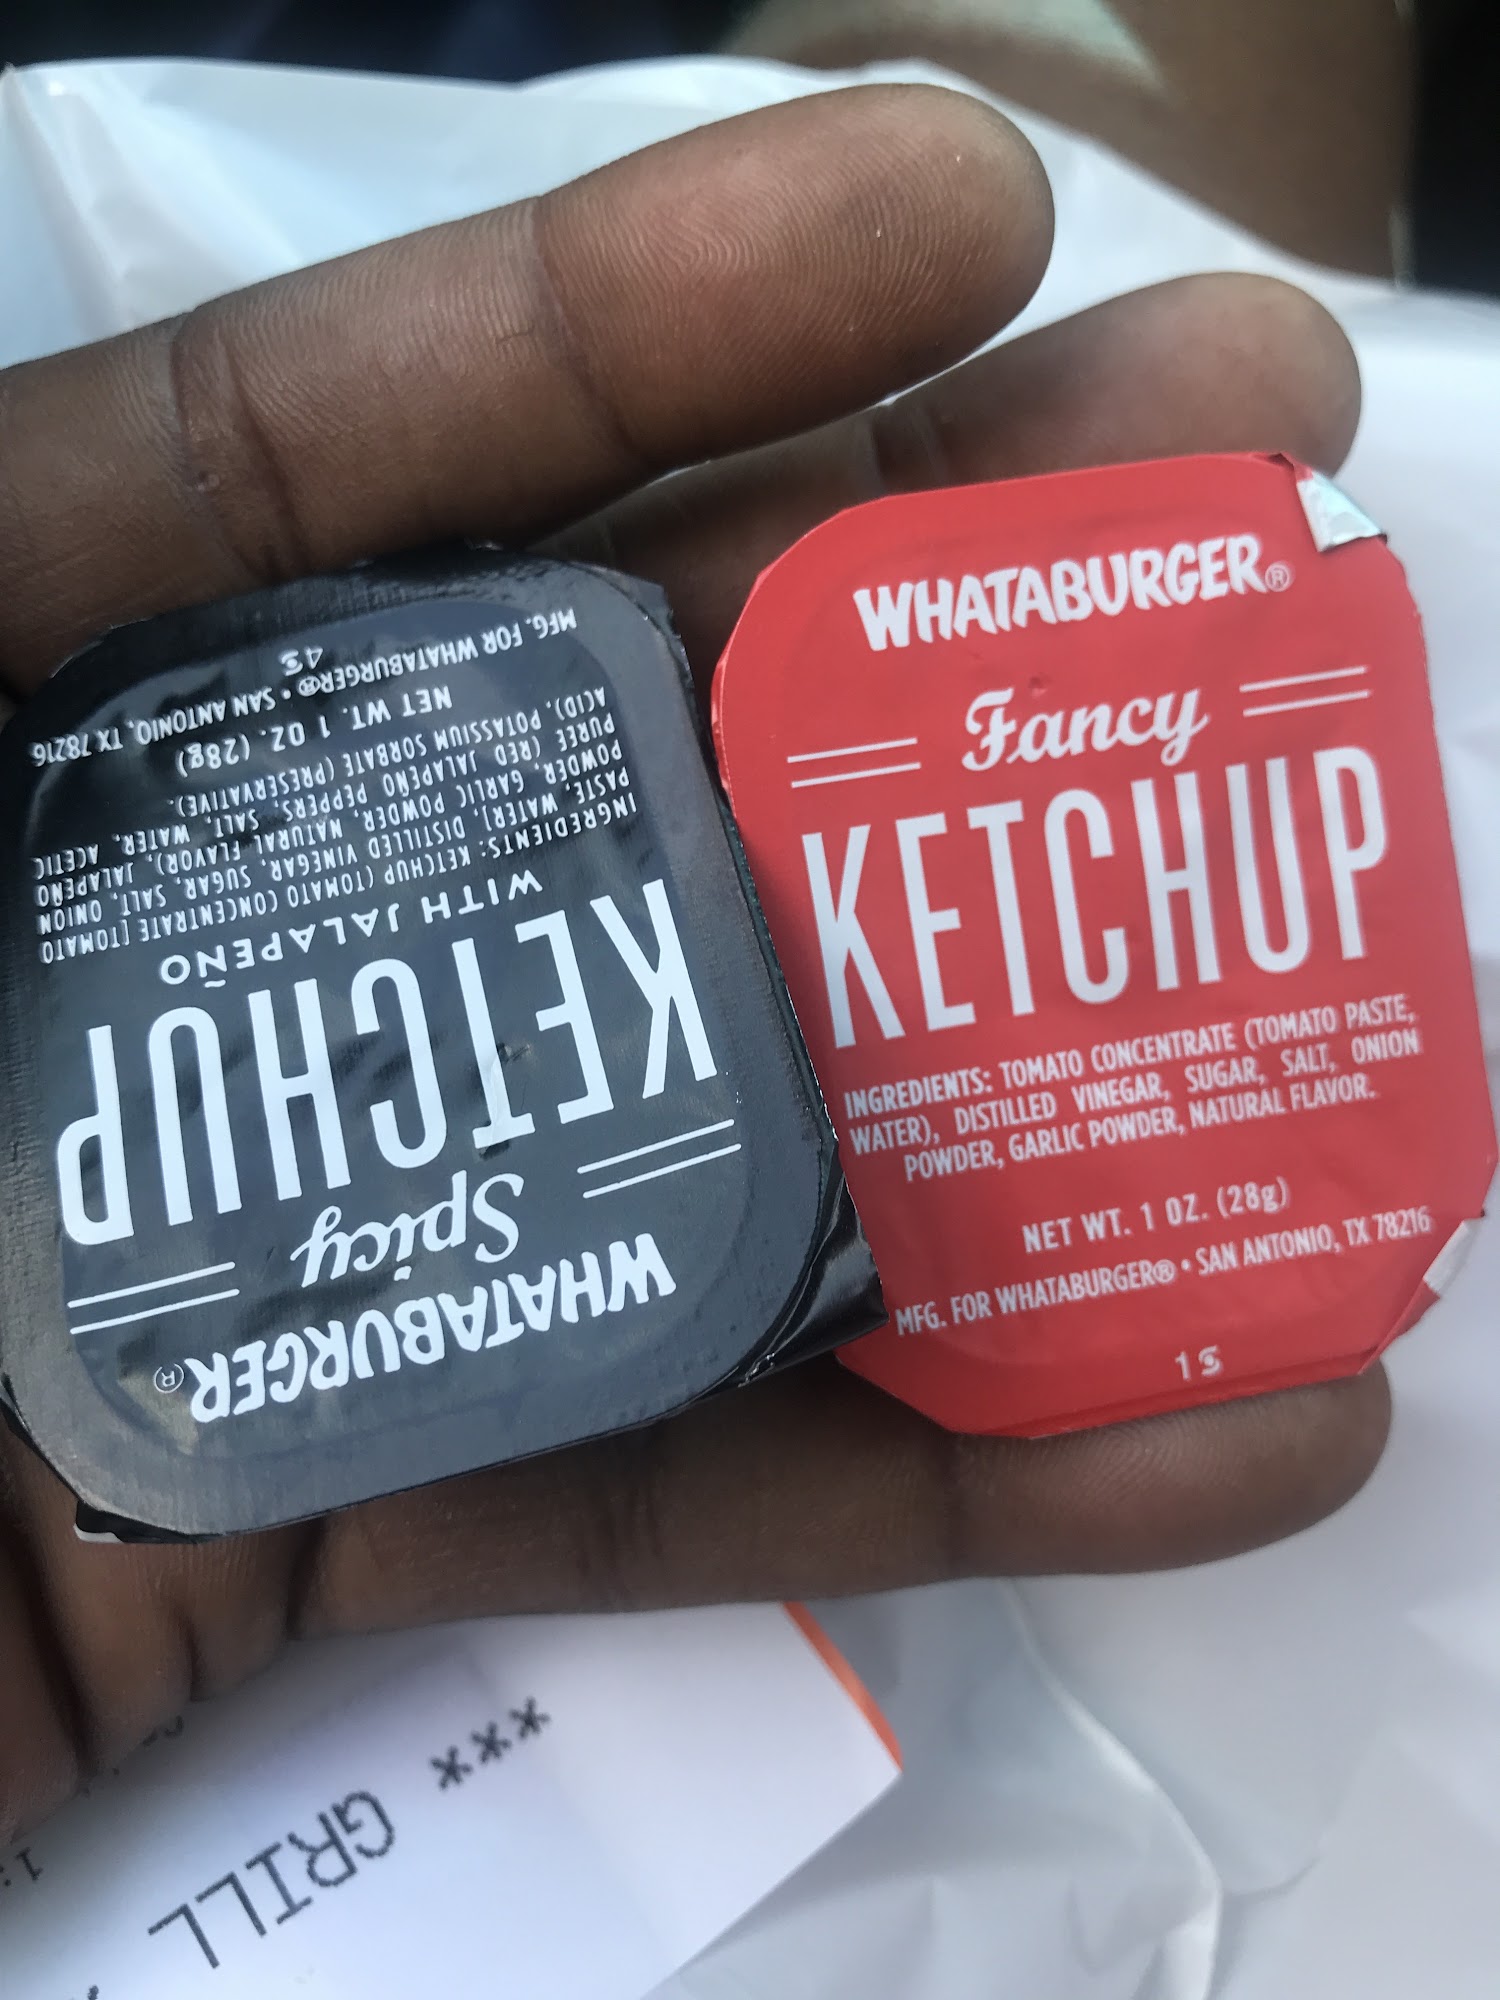 WHATABURGER®
Spicy
KETCHUP
WITH JALAPEÑO
INGREDIENTS: KETCHUP (TOMATO CONCENTRATE [TOMATO
PASTE, WATER], DISTILLED VINEGAR, SUGAR, SALT, ONION
POWDER, GARLIC POWDER, NATURAL FLAVOR), JALAPEÑO
PUREE (RED JALAPEÑO PEPPERS, SALT, WATER, ACETIC
ACID), POTASSIUM SORBATE (PRESERVATIVE).
NET WT. 1 OZ. (28g)
MFG. FOR WHATABURGER® • SAN ANTONIO, TX 78216
4
WHATABURGER®
Fancy
KETCHUP
INGREDIENTS: TOMATO CONCENTRATE (TOMATO PASTE,
WATER), DISTILLED VINEGAR, SUGAR, SALT, ONION
POWDER, GARLIC POWDER, NATURAL FLAVOR.
NET WT. 1 OZ. (28g)
MFG. FOR WHATABURGER® • SAN ANTONIO, TX 78216
1
*** GRILL